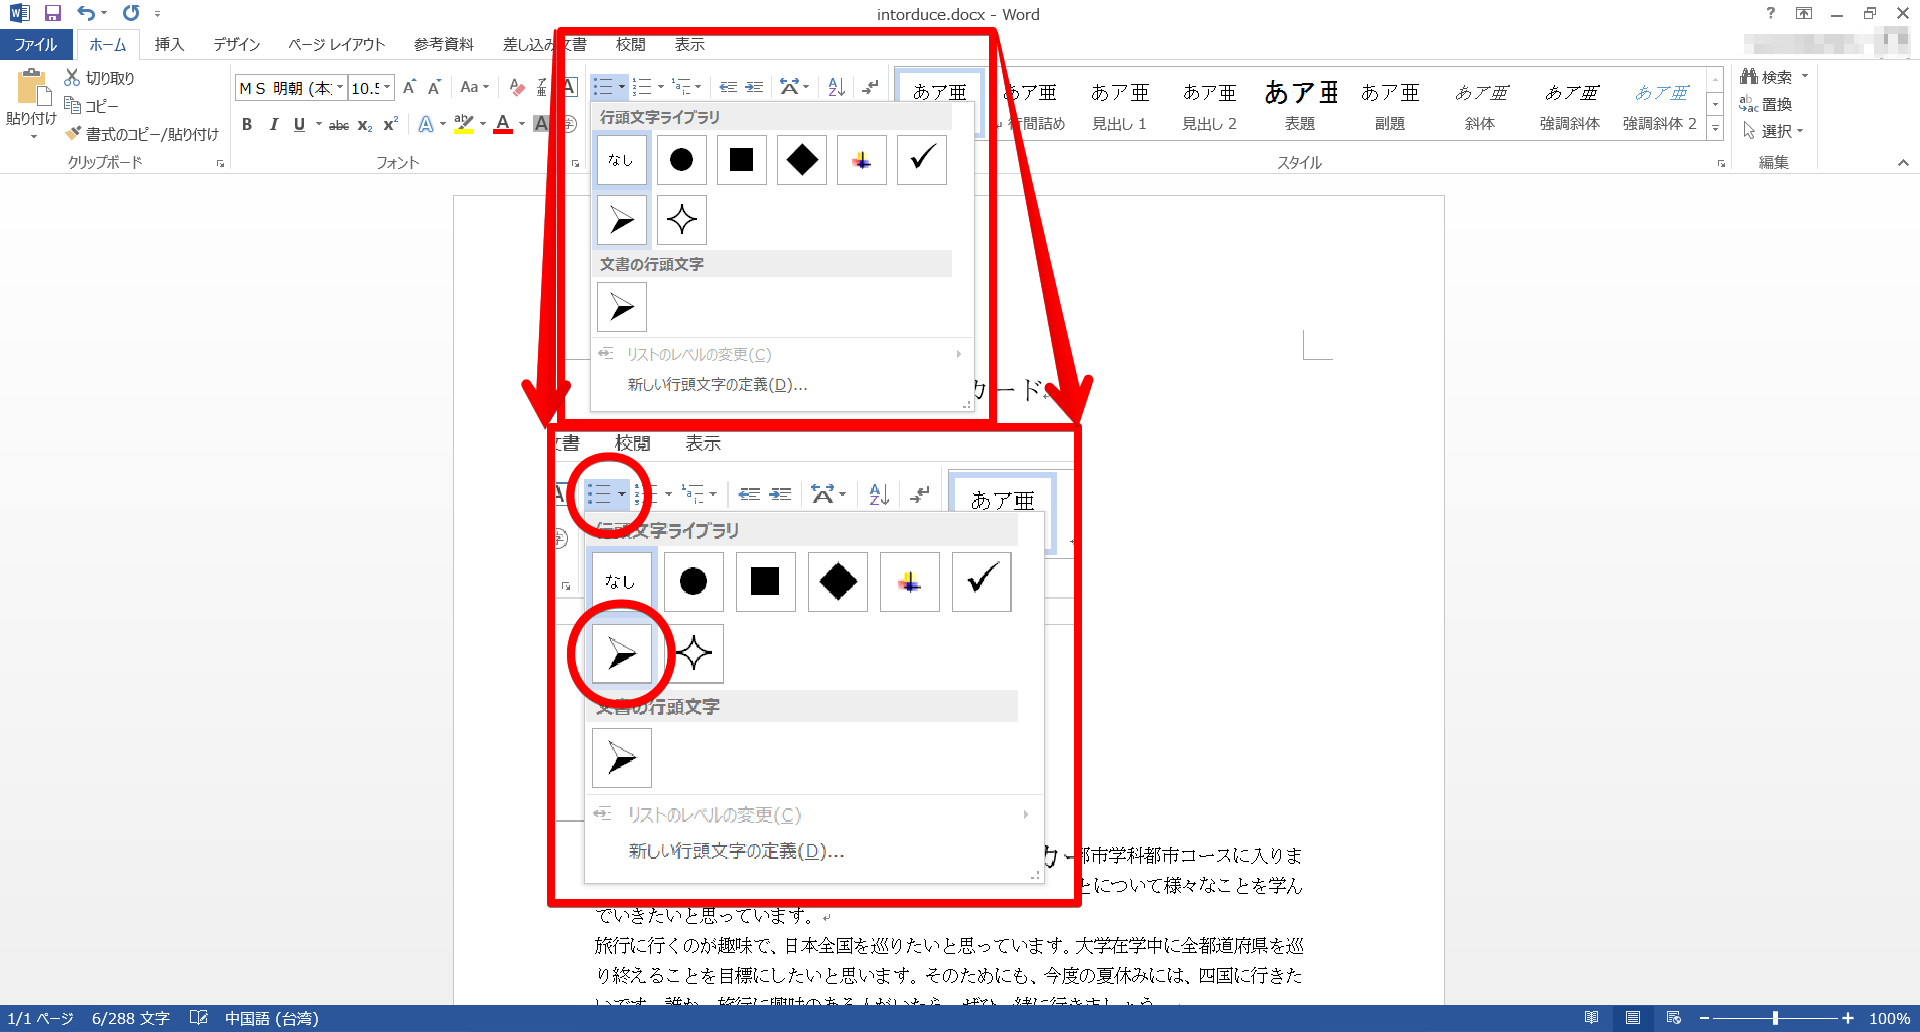 intorduce.docx - Word
ファイル ホーム 挿入 デザイン ページ レイアウト 参考資料 差し込み文書 校閲 表示
貼り付け
切り取り
コピー
書式のコピー/貼り付け
クリップボード
ＭＳ 明朝 (本文 10.5
Aa
B I U abc x₂ x²
フォント
あア亜 あア亜 あア亜 あア亜 あア亜 あア亜 あア亜 あア亜 あア亜
行間詰め 見出し 1 見出し 2 表題 副題 斜体 強調斜体 強調斜体 2
スタイル
検索
置換
選択
編集
行頭文字ライブラリ
なし
文書の行頭文字
リストのレベルの変更(C)
新しい行頭文字の定義(D)...
カード
文書 校閲 表示
あア亜
行頭文字ライブラリ
なし
文書の行頭文字
リストのレベルの変更(C)
新しい行頭文字の定義(D)...
市学科都市コースに入りま
とについて様々なことを学ん
でいきたいと思っています。
旅行に行くのが趣味で、日本全国を巡りたいと思っています。大学在学中に全都道府県を巡
り終えることを目標にしたいと思います。そのためにも、今度の夏休みには、四国に行きた
1/1 ページ 6/288 文字 中国語 (台湾) 100%